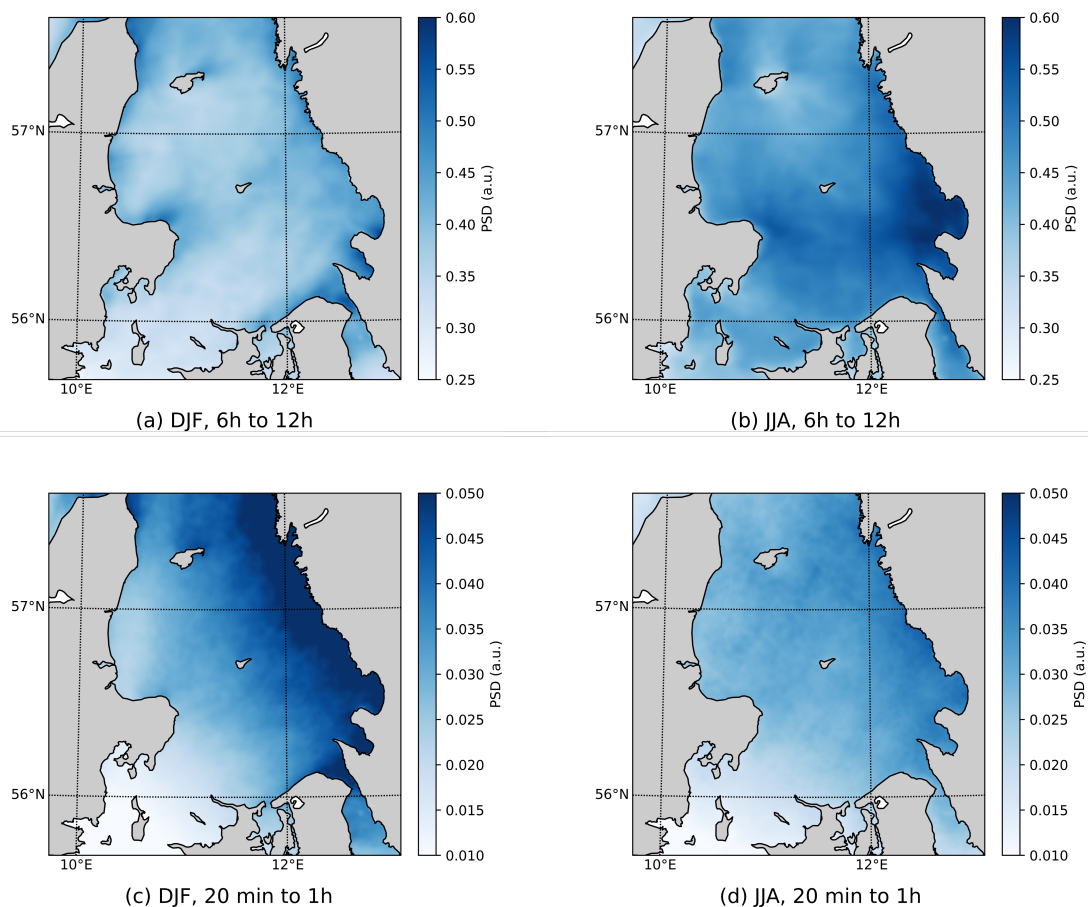 0.60
0.55
0.50
0.45
0.40
0.35
0.30
0.25
PSD (a.u.)
57°N
56°N
10°E
12°E
(a) DJF, 6h to 12h
0.60
0.55
0.50
0.45
0.40
0.35
0.30
0.25
PSD (a.u.)
57°N
56°N
10°E
12°E
(b) JJA, 6h to 12h
0.050
0.045
0.040
0.035
0.030
0.025
0.020
0.015
0.010
PSD (a.u.)
57°N
56°N
10°E
12°E
(c) DJF, 20 min to 1h
0.050
0.045
0.040
0.035
0.030
0.025
0.020
0.015
0.010
PSD (a.u.)
57°N
56°N
10°E
12°E
(d) JJA, 20 min to 1h